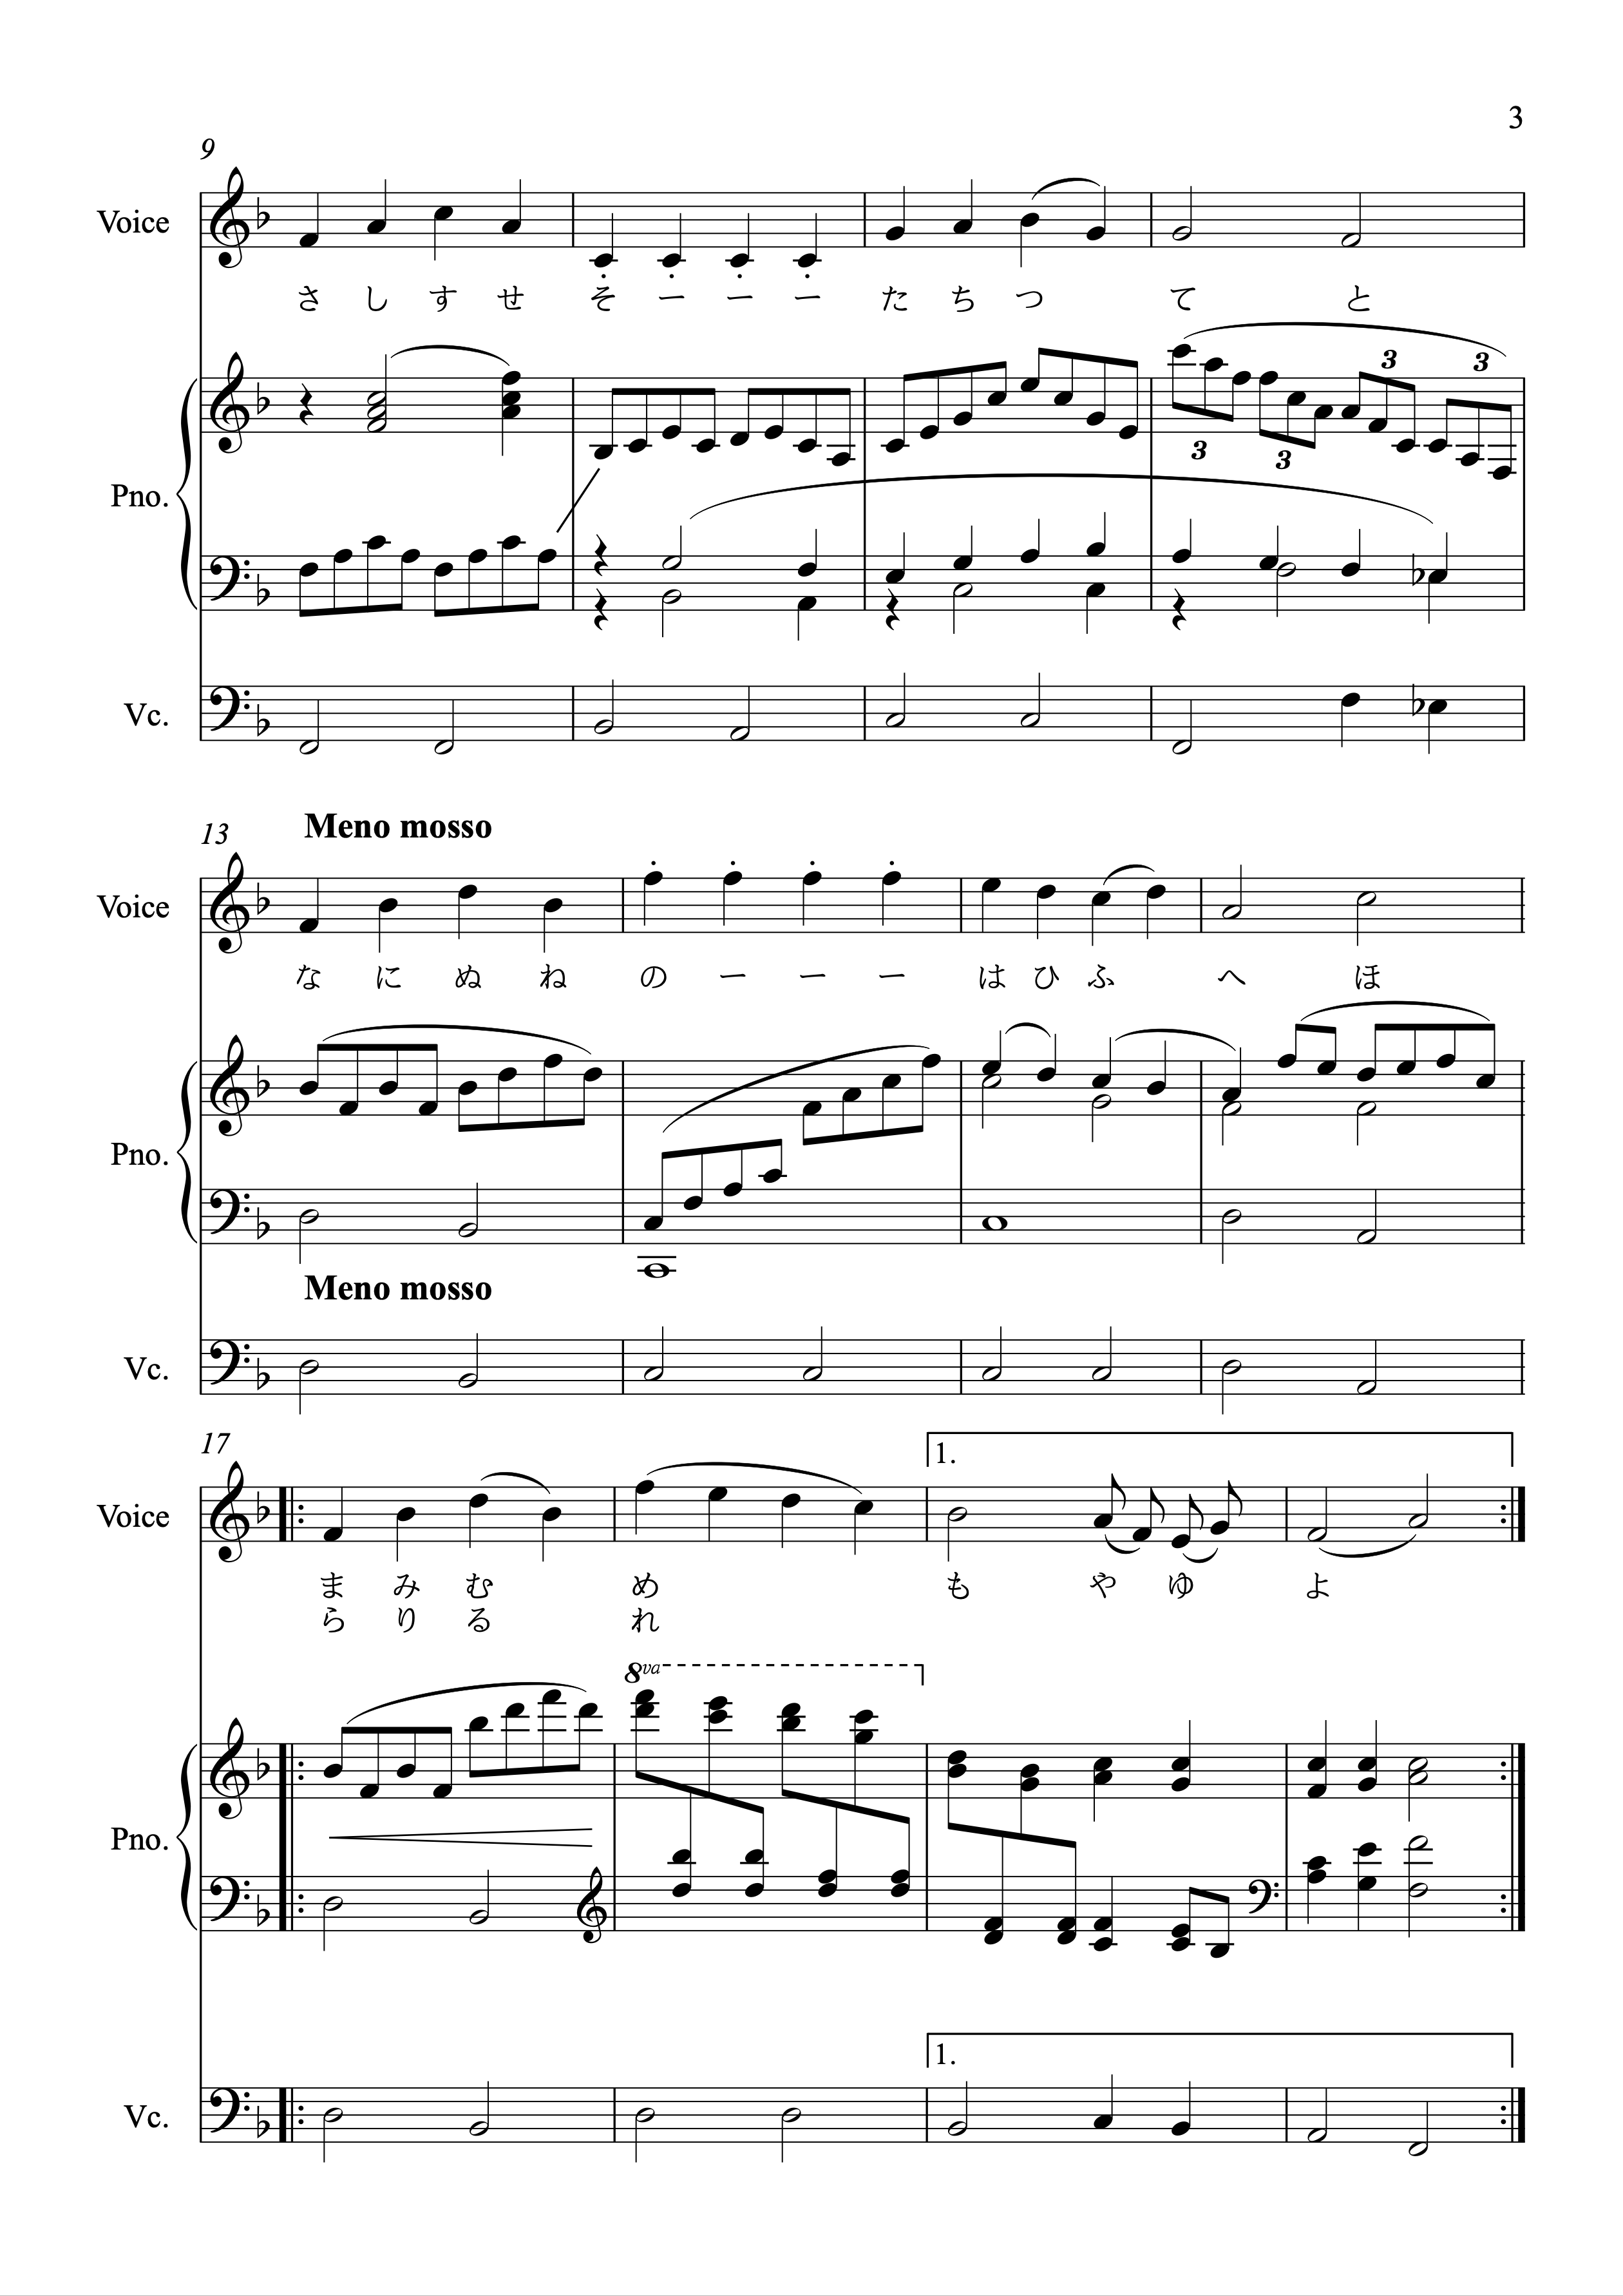 3
9
Voice
さ し す せ そ ー ー ー た ち つ て と
3 3
Pno.
3 3
Vc.
13 Meno mosso
Voice
な に ぬ ね の ー ー ー は ひ ふ へ ほ
Pno.
Meno mosso
Vc.
17
1.
Voice
ま み む め も や ゆ よ
ら り る れ
8va
Pno.
1.
Vc.